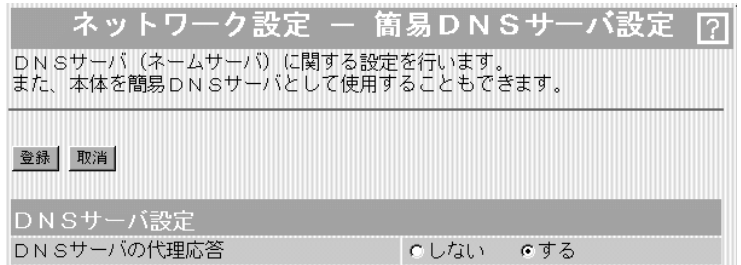 ネットワーク設定 － 簡易ＤＮＳサーバ設定 ?
ＤＮＳサーバ（ネームサーバ）に関する設定を行います。
また、本体を簡易ＤＮＳサーバとして使用することもできます。
登録 取消
ＤＮＳサーバ設定
ＤＮＳサーバの代理応答 しない する